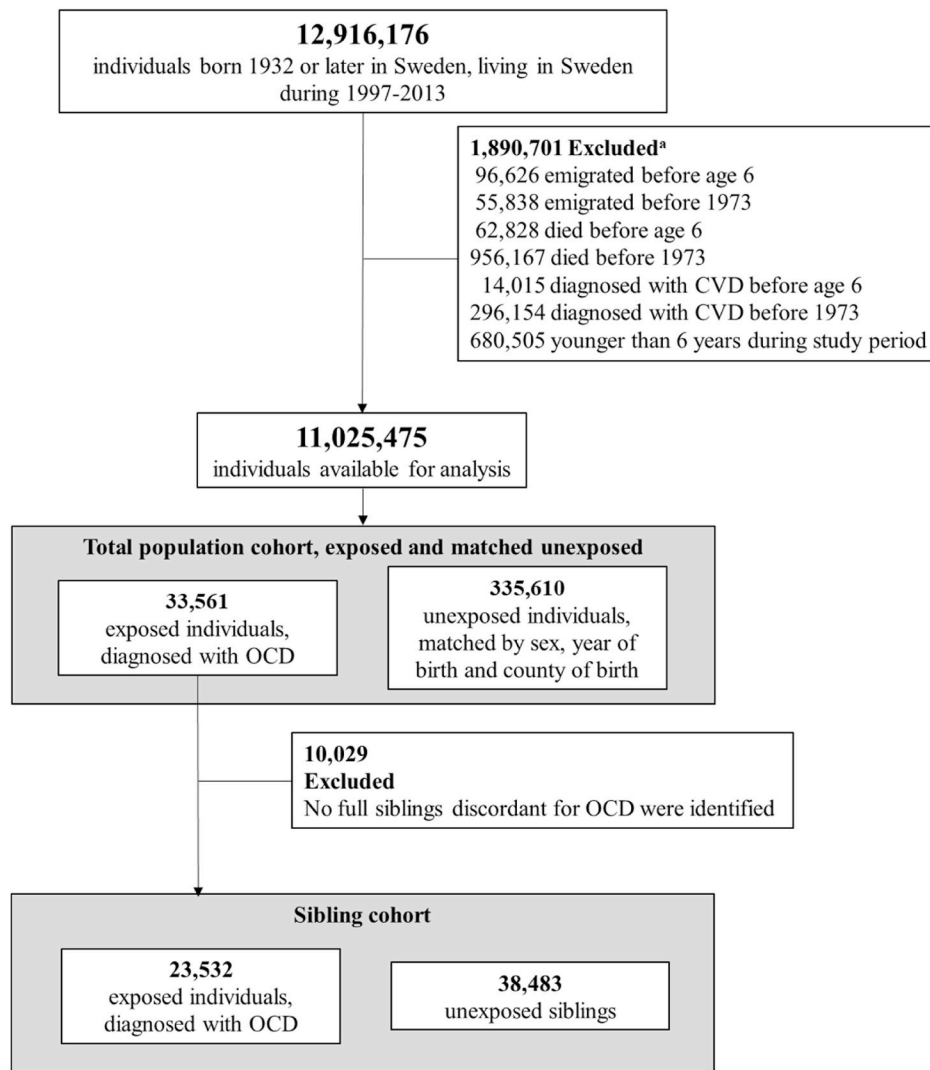 12,916,176
individuals born 1932 or later in Sweden, living in Sweden
during 1997-2013
1,890,701 Excludedᵃ
96,626 emigrated before age 6
55,838 emigrated before 1973
62,828 died before age 6
956,167 died before 1973
14,015 diagnosed with CVD before age 6
296,154 diagnosed with CVD before 1973
680,505 younger than 6 years during study period
11,025,475
individuals available for analysis
Total population cohort, exposed and matched unexposed
33,561
exposed individuals,
diagnosed with OCD
335,610
unexposed individuals,
matched by sex, year of
birth and county of birth
10,029
Excluded
No full siblings discordant for OCD were identified
Sibling cohort
23,532
exposed individuals,
diagnosed with OCD
38,483
unexposed siblings